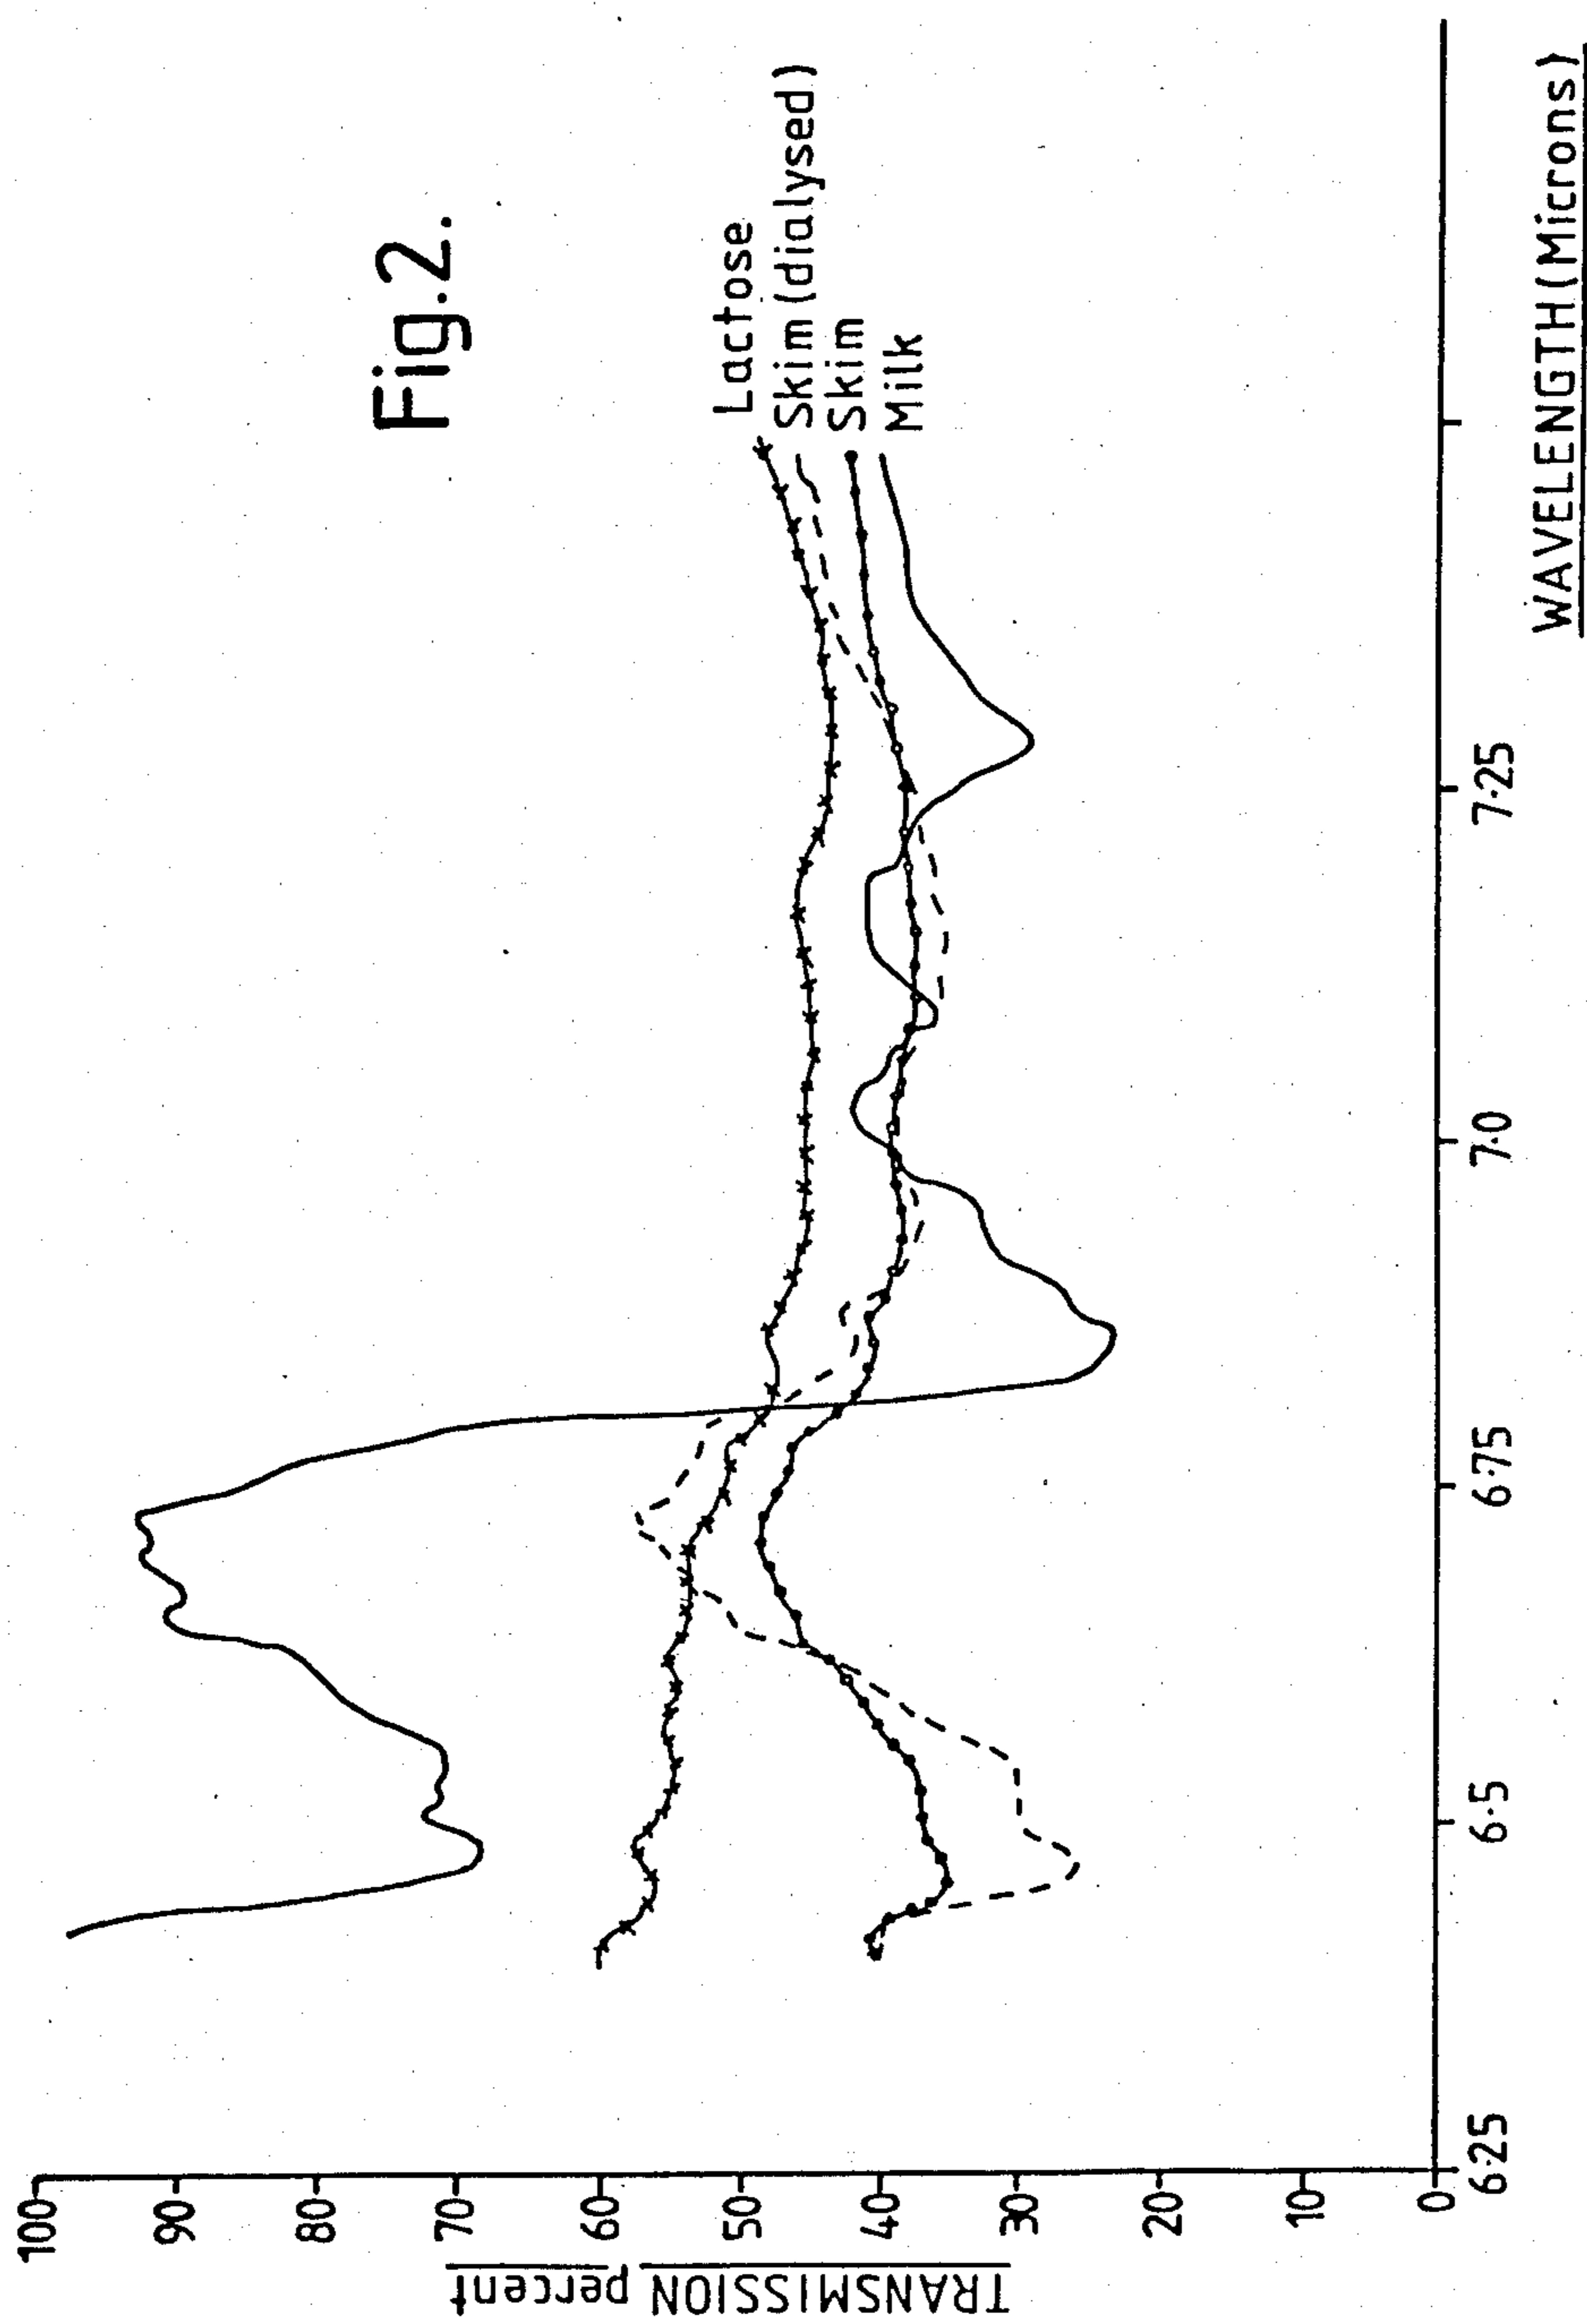 Fig.2.
Lactose
Skim (dialysed)
Skim
Milk
TRANSMISSION percent
100
90
80
70
60
50
40
30
20
10
0
6·25
6·5
6·75
7·0
7·25
WAVELENGTH (Microns)